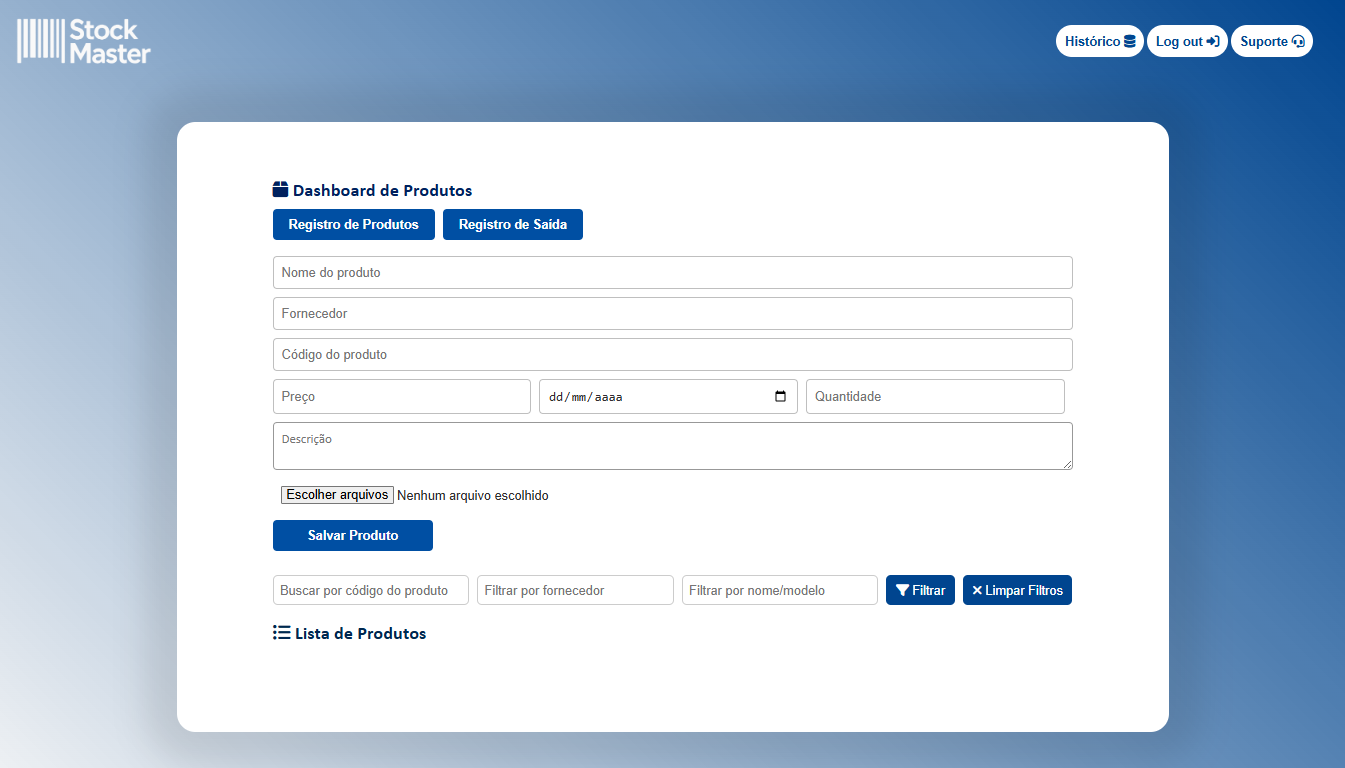 Stock
Master
Histórico
Log out
Suporte
Dashboard de Produtos
Registro de Produtos
Registro de Saída
Nome do produto
Fornecedor
Código do produto
Preço
dd/mm/aaaa
Quantidade
Descrição
Escolher arquivos Nenhum arquivo escolhido
Salvar Produto
Buscar por código do produto
Filtrar por fornecedor
Filtrar por nome/modelo
Filtrar
Limpar Filtros
Lista de Produtos